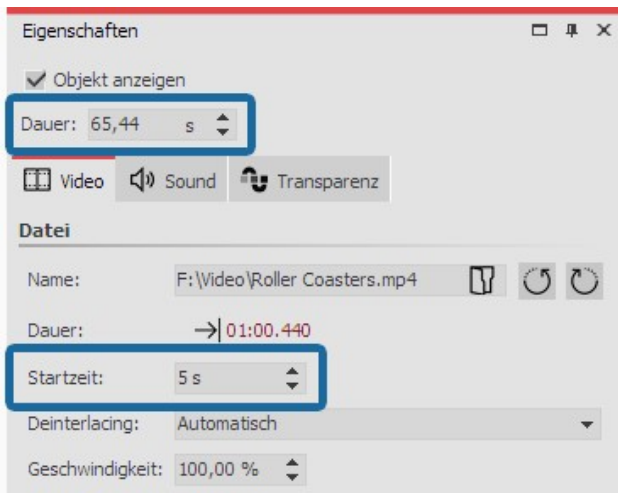 Eigenschaften
Objekt anzeigen
Dauer: 65,44 s
Video Sound Transparenz
Datei
Name: F:\Video\Roller Coasters.mp4
Dauer: 01:00.440
Startzeit: 5 s
Deinterlacing: Automatisch
Geschwindigkeit: 100,00 %